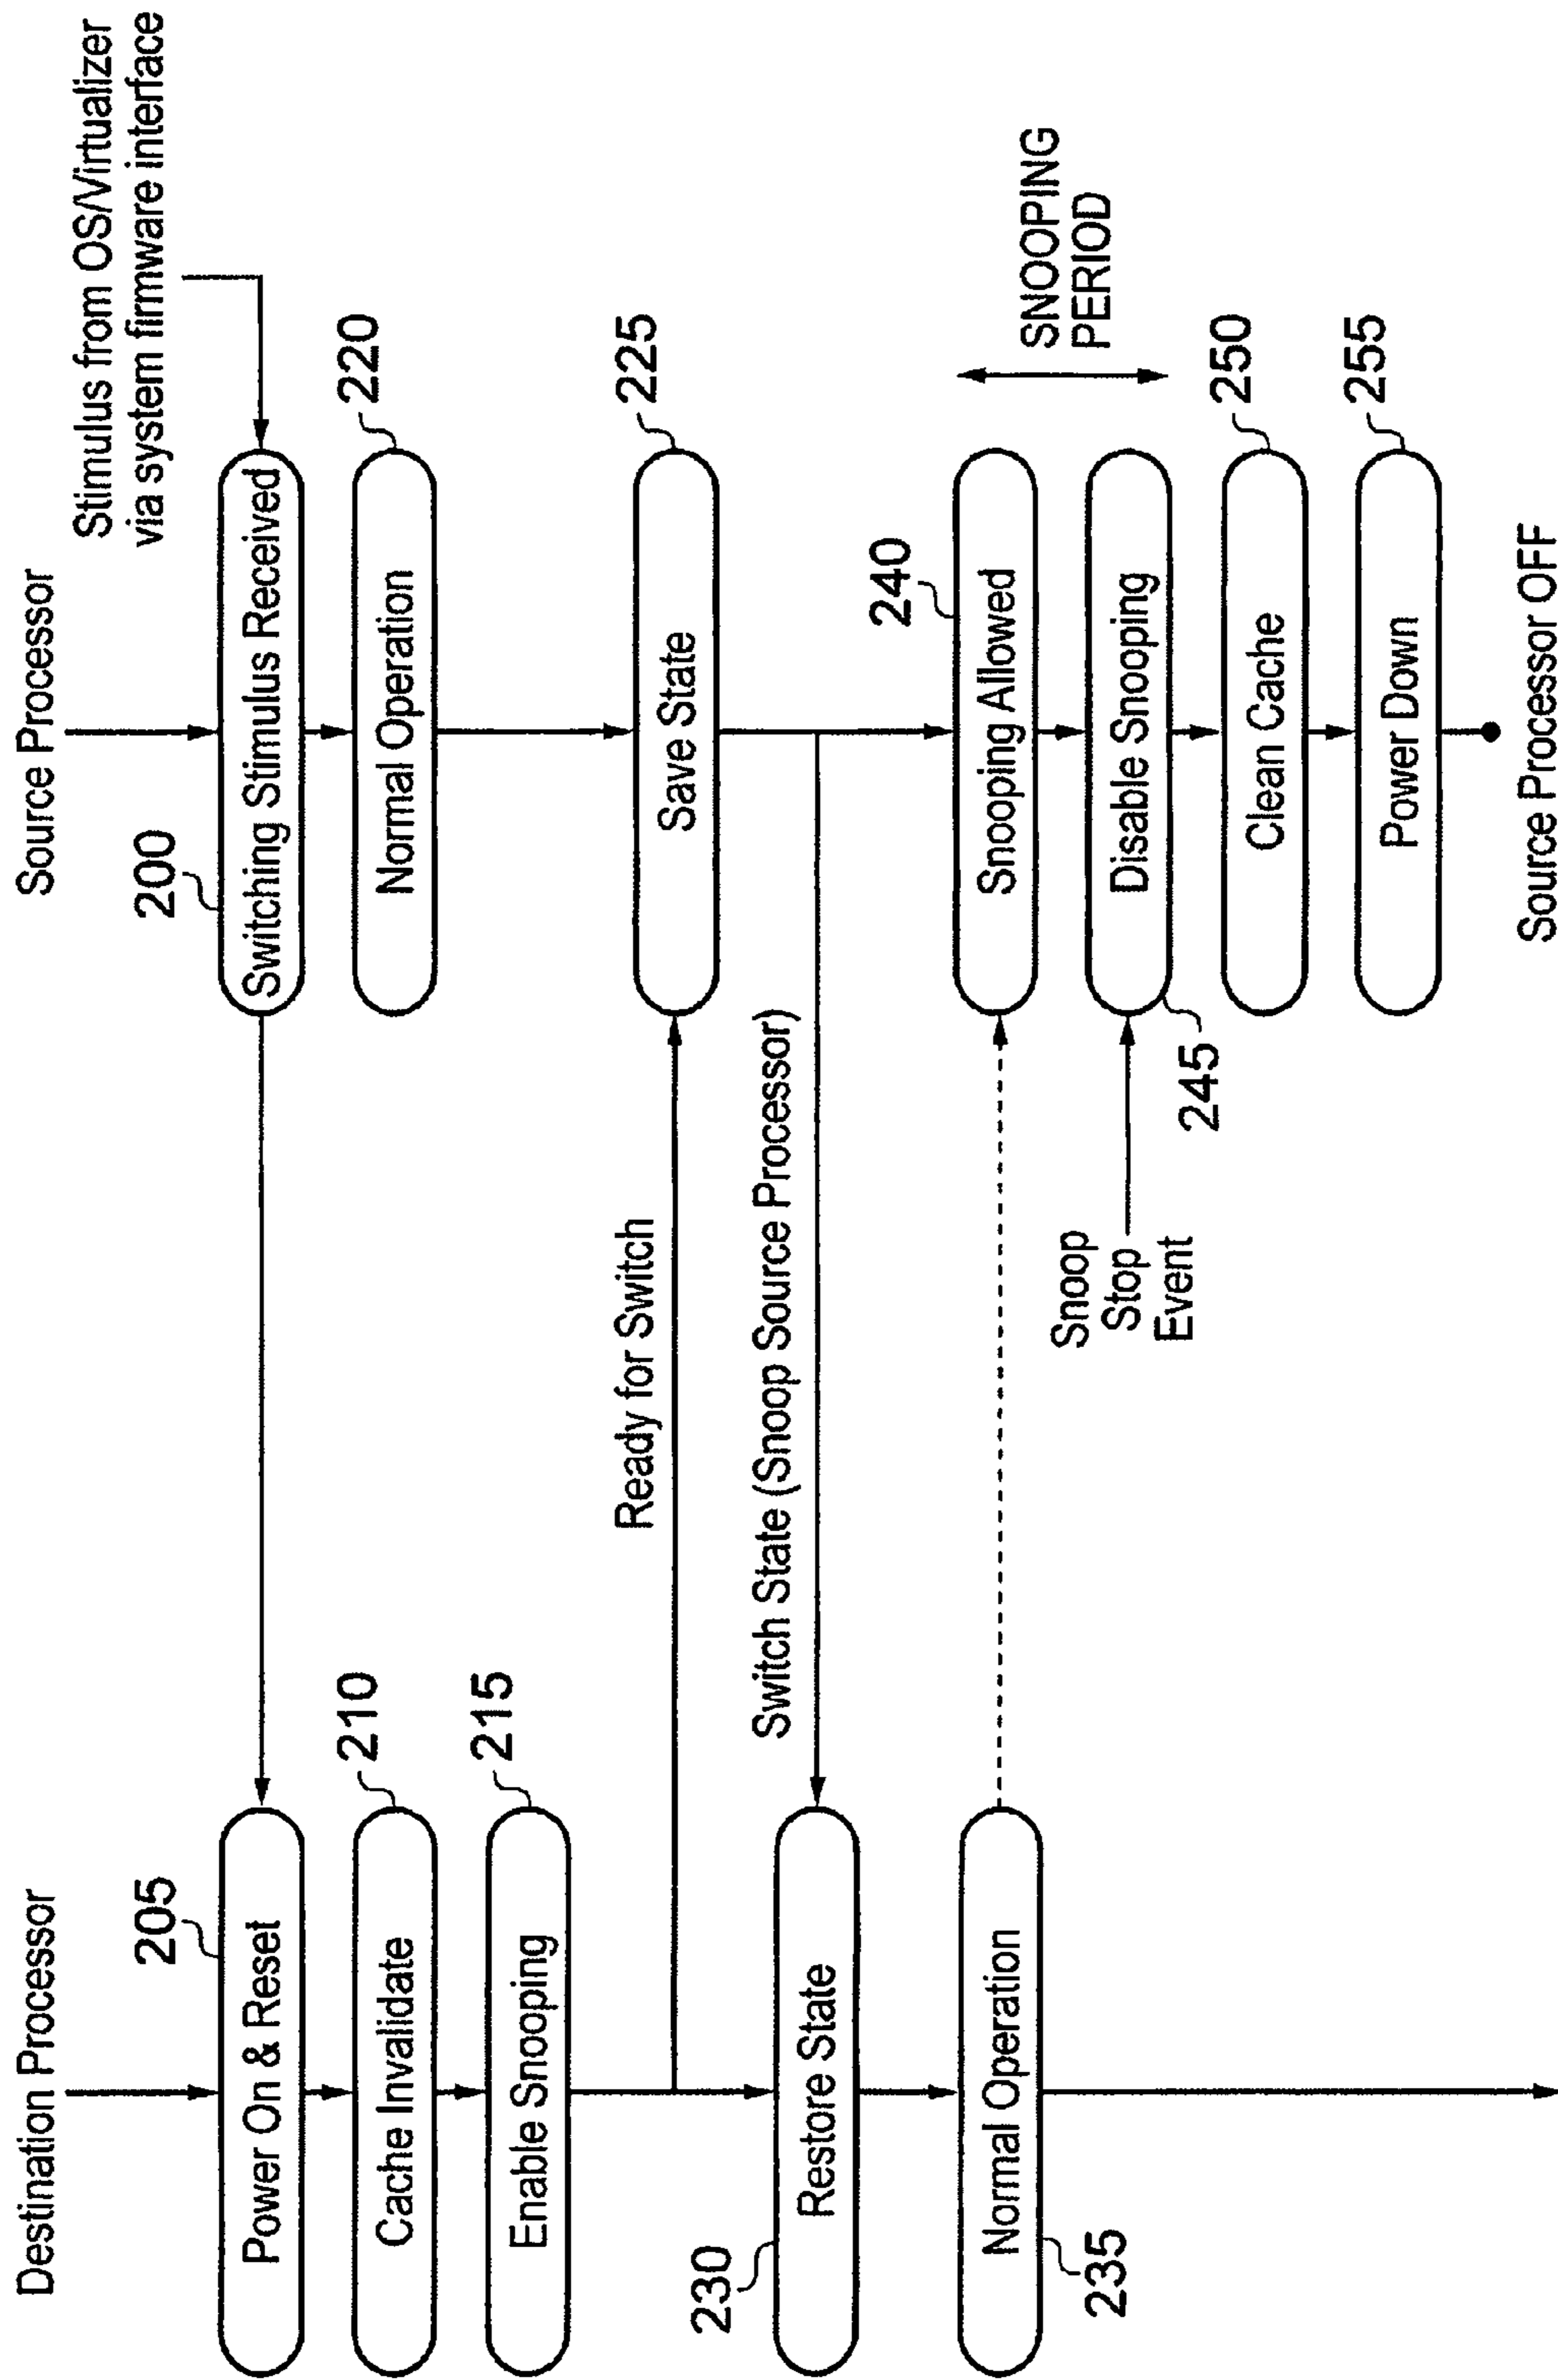 Destination Processor
Source Processor
Stimulus from OS/Virtualizer
via system firmware interface
205
Power On & Reset
200
Switching Stimulus Received
Cache Invalidate
210
Normal Operation
220
Enable Snooping
215
Ready for Switch
Save State
225
Switch State (Snoop Source Processor)
230
Restore State
235
Normal Operation
240
Snooping Allowed
SNOOPING
PERIOD
Snoop
Stop
Event
Disable Snooping
245
Clean Cache
250
Power Down
255
Source Processor OFF